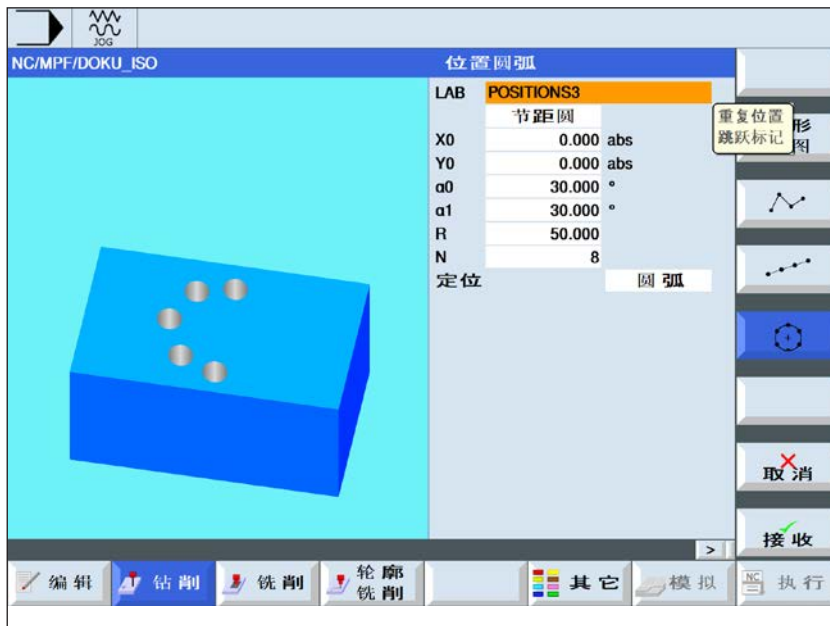 JOG
NC/MPF/DOKU_ISO
位置圆弧
LAB POSITIONS3
节距圆
X0 0.000 abs
Y0 0.000 abs
α0 30.000 °
α1 30.000 °
R 50.000
N 8
定位 圆弧
重复位置
跳跃标记
形
图
取消
接收
>
编辑
钻削
铣削
轮廓
铣削
其它
模拟
NC
执行